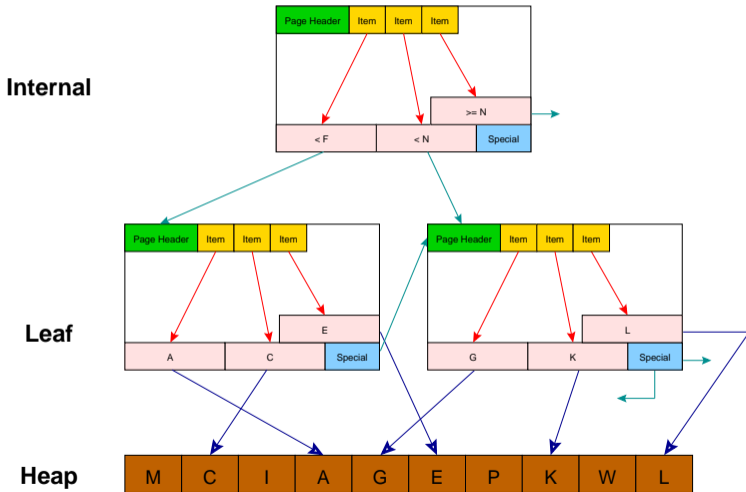 Page Header Item Item Item
Internal
>= N
< F < N Special
Page Header Item Item Item Page Header Item Item Item
Leaf
E L
A C Special G K Special
Heap M C I A G E P K W L